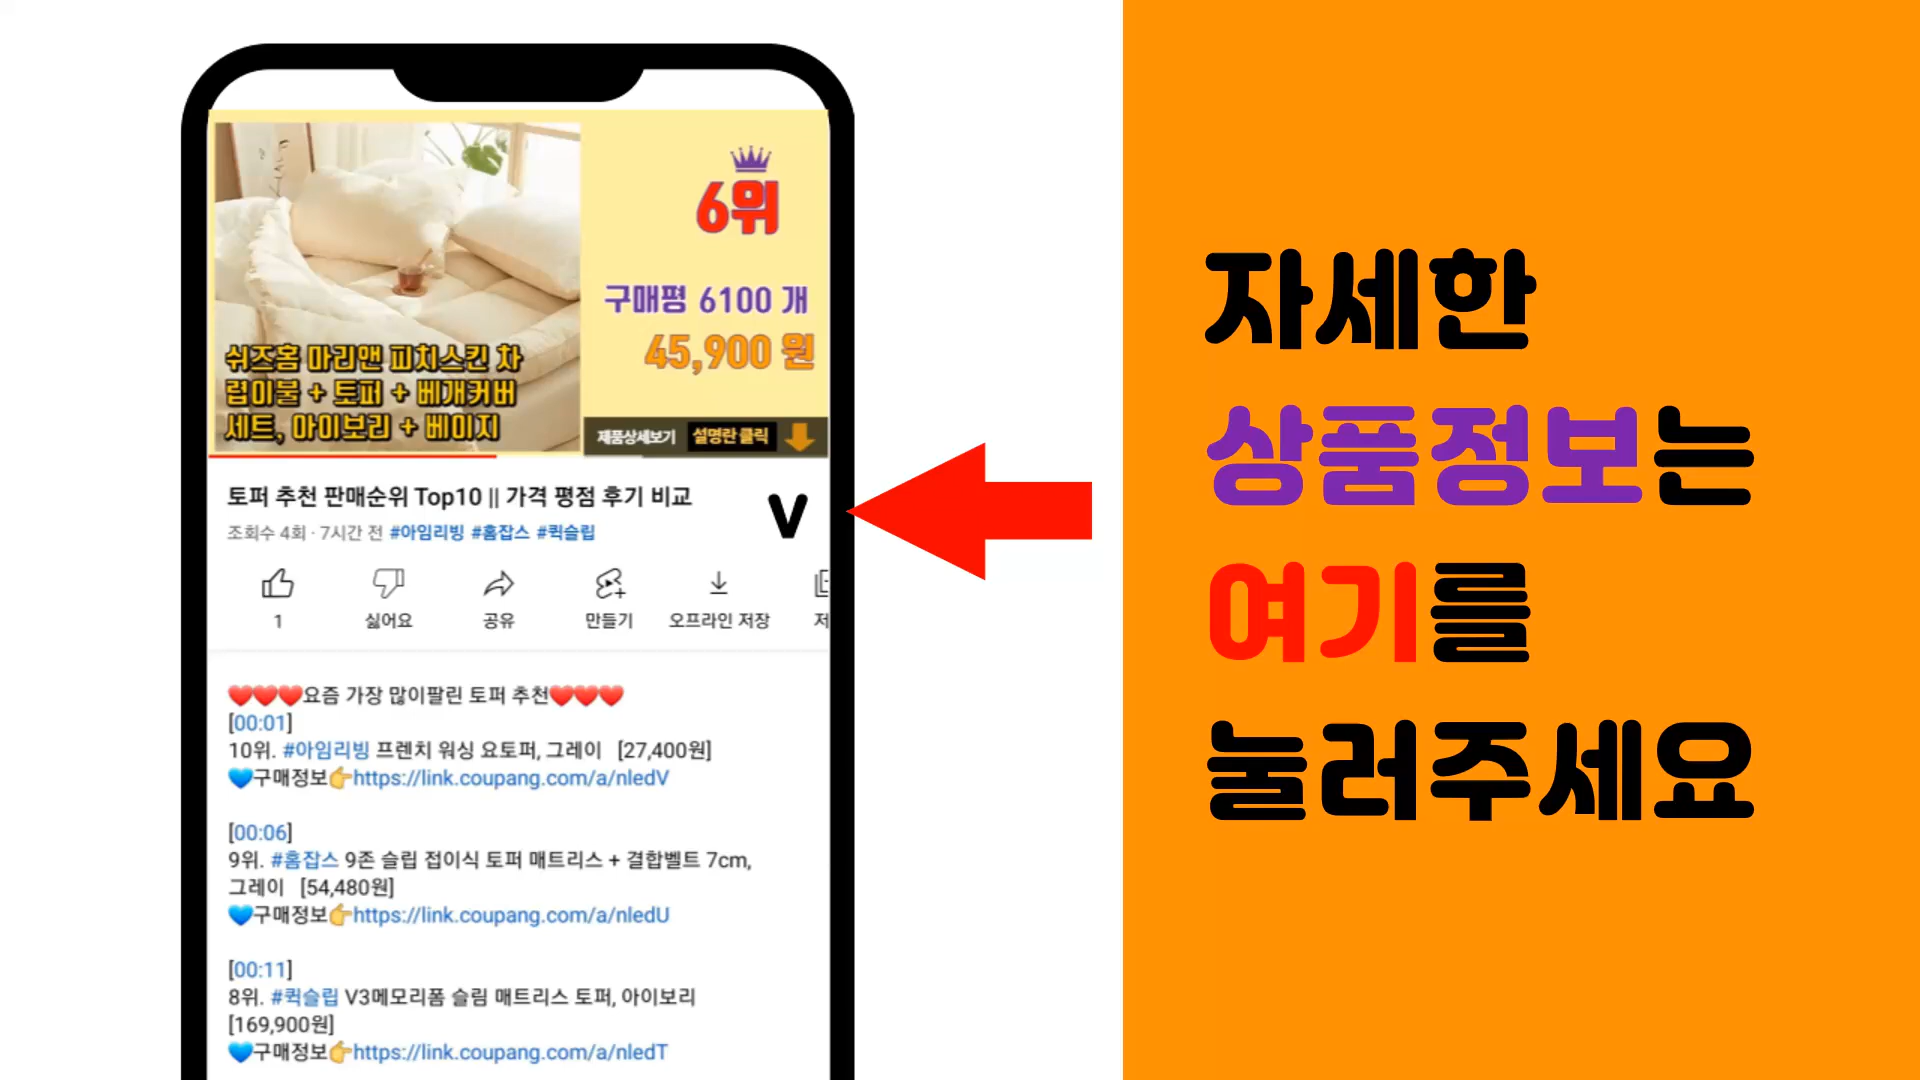 6위
구매평 6100 개
45,900 원
쉬즈홈 마리앤 피치스킨 차
렵이불 + 토퍼 + 베개커버
세트, 아이보리 + 베이지
제품상세보기 설명란 클릭
토퍼 추천 판매순위 Top10 || 가격 평점 후기 비교
V
조회수 4회 · 7시간 전 #아임리빙 #홈잡스 #퀵슬립
1 싫어요 공유 만들기 오프라인 저장 저
❤️❤️❤️요즘 가장 많이팔린 토퍼 추천❤️❤️❤️
[00:01]
10위. #아임리빙 프렌치 워싱 요토퍼, 그레이 [27,400원]
💙구매정보👉https://link.coupang.com/a/nledV
[00:06]
9위. #홈잡스 9존 슬립 접이식 토퍼 매트리스 + 결합벨트 7cm,
그레이 [54,480원]
💙구매정보👉https://link.coupang.com/a/nledU
[00:11]
8위. #퀵슬립 V3메모리폼 슬림 매트리스 토퍼, 아이보리
[169,900원]
💙구매정보👉https://link.coupang.com/a/nledT
자세한
상품정보는
여기를
눌러주세요